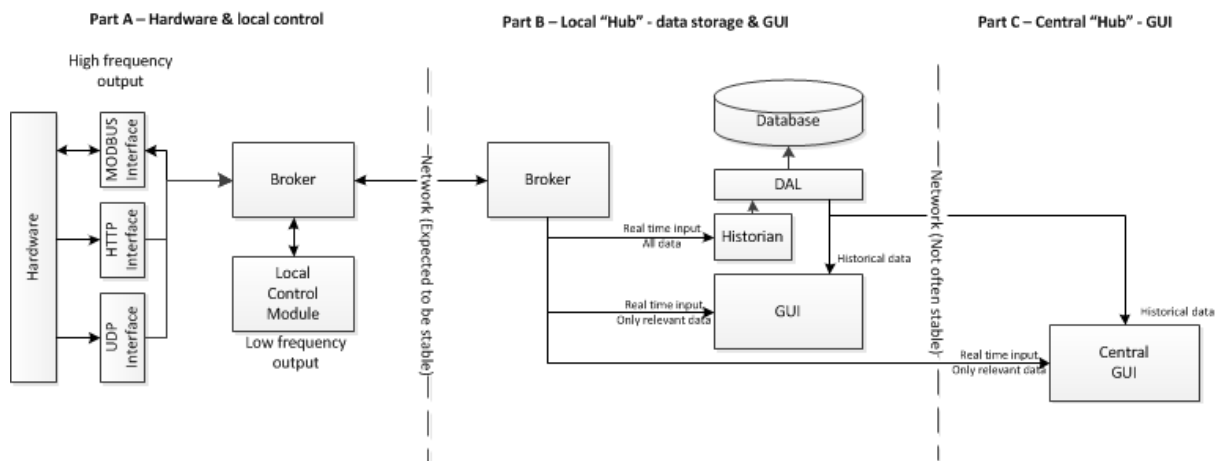 Part A – Hardware & local control
Part B – Local “Hub” - data storage & GUI
Part C – Central “Hub” - GUI
High frequency
output
Hardware
MODBUS
Interface
HTTP
Interface
UDP
Interface
Broker
Local
Control
Module
Low frequency
output
Network (Expected to be stable)
Broker
Database
DAL
Historian
Real time input
All data
Historical data
Real time input
Only relevant data
GUI
Network (Not often stable)
Real time input
Only relevant data
Historical data
Central
GUI